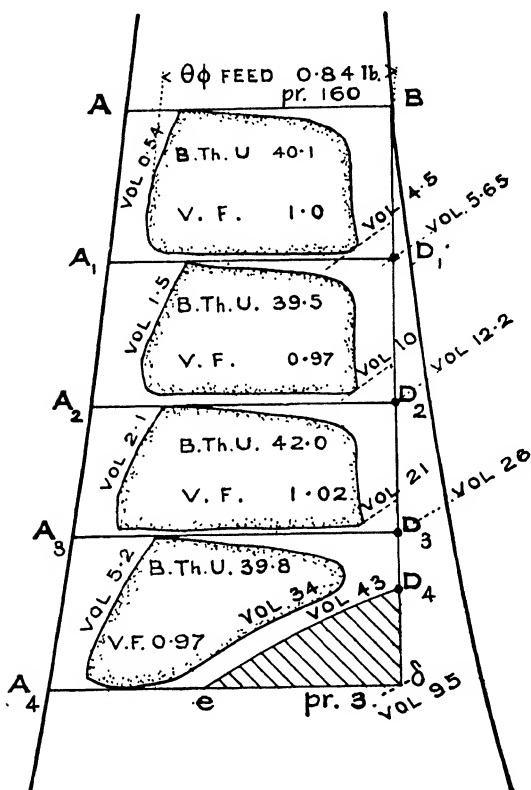 θφ FEED 0·84 lb.
pr. 160
A
B
VOL 0·54
B.Th.U 40·1
V. F. 1·0
VOL 4·5
VOL. 5·65
A1
D1
VOL 1·5
B.Th.U. 39·5
V. F. 0·97
VOL 10
VOL 12·2
A2
D2
VOL 2·1
B.Th.U. 42·0
V. F. 1·02
VOL 21
VOL 26
A3
D3
VOL 5·2
B.Th.U. 39·8
VOL 34
VOL 43
D4
V.F. 0·97
A4
e
pr. 3
δ
VOL 95